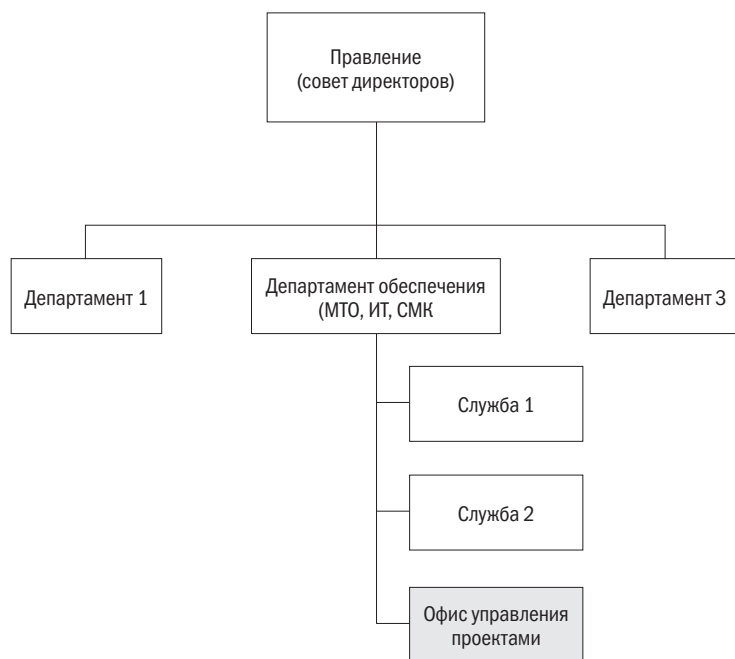 Правление
(совет директоров)
Департамент 1
Департамент обеспечения
(МТО, ИТ, СМК
Департамент 3
Служба 1
Служба 2
Офис управления
проектами